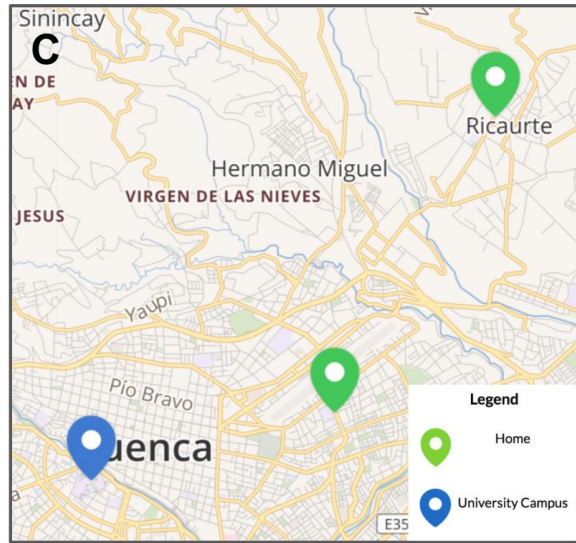 Sinincay
C
EN DE
AY
Ricaurte
Hermano Miguel
VIRGEN DE LAS NIEVES
JESUS
Yaupi
Pío Bravo
uenca
E35
Legend
Home
University Campus